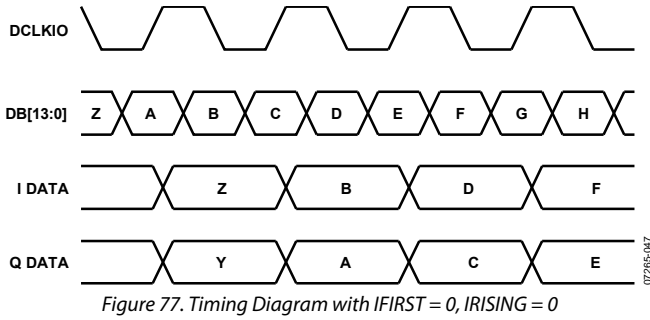 DCLKIO
DB[13:0] Z A B C D E F G H
I DATA Z B D F
Q DATA Y A C E
07265-047
Figure 77. Timing Diagram with IFIRST = 0, IRISING = 0